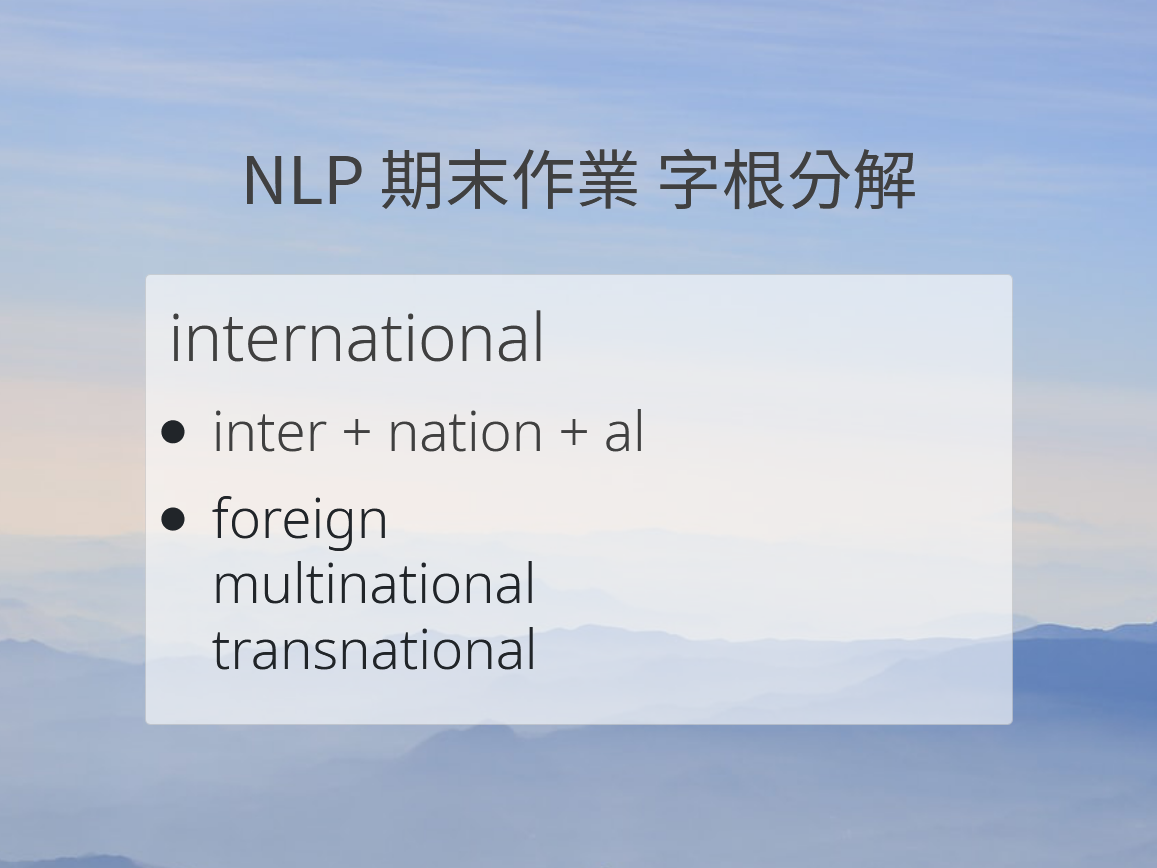 NLP 期末作業 字根分解
international
inter + nation + al
foreign
multinational
transnational